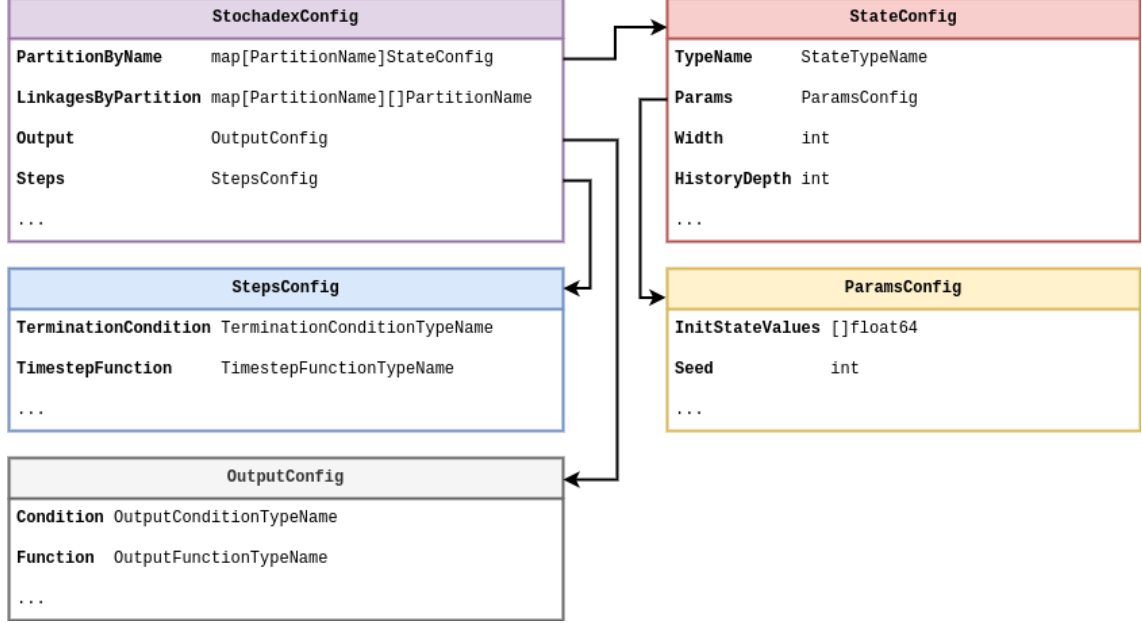 StochadexConfig
PartitionByName map[PartitionName]StateConfig
LinkagesByPartition map[PartitionName][]PartitionName
Output OutputConfig
Steps StepsConfig
...
StateConfig
TypeName StateTypeName
Params ParamsConfig
Width int
HistoryDepth int
...
StepsConfig
TerminationCondition TerminationConditionTypeName
TimestepFunction TimestepFunctionTypeName
...
ParamsConfig
InitStateValues []float64
Seed int
...
OutputConfig
Condition OutputConditionTypeName
Function OutputFunctionTypeName
...